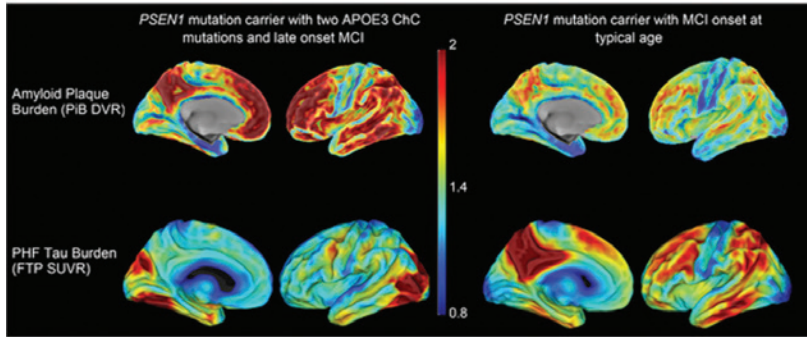 PSEN1 mutation carrier with two APOE3 ChC
mutations and late onset MCI
PSEN1 mutation carrier with MCI onset at
typical age
2
Amyloid Plaque
Burden (PiB DVR)
1.4
PHF Tau Burden
(FTP SUVR)
0.8